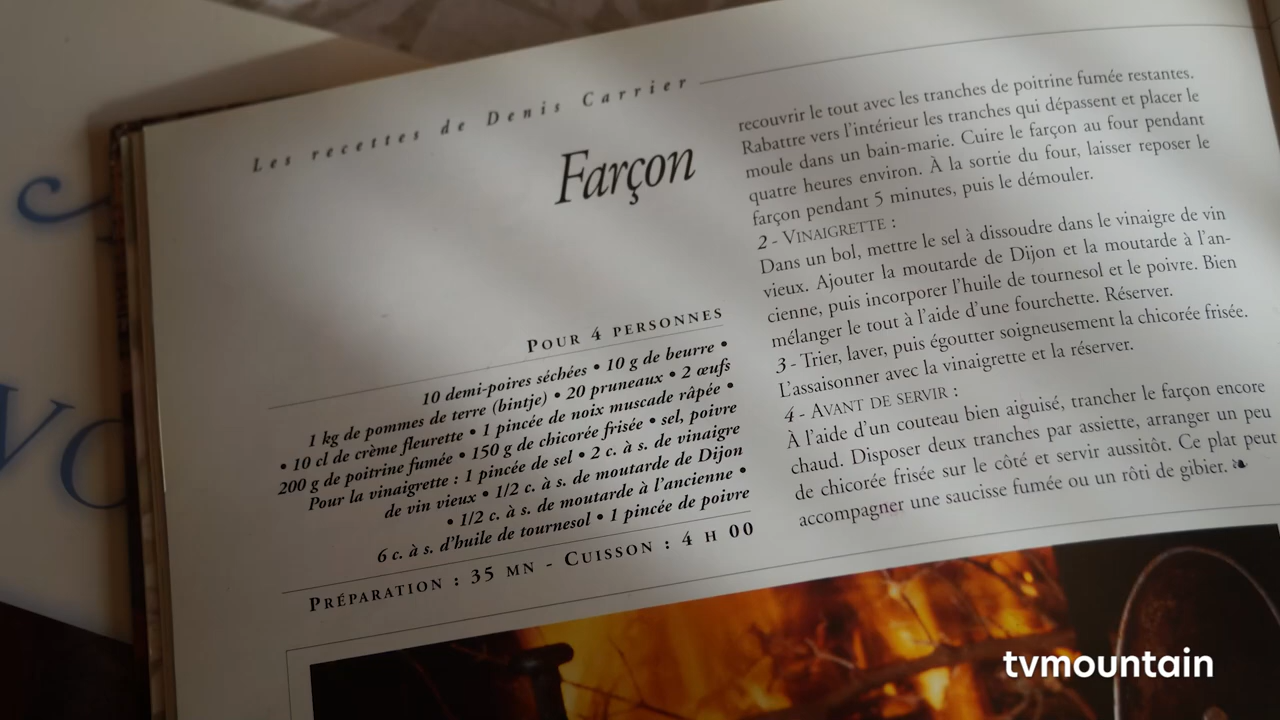 Les recettes de Denis Carrier
Farçon
POUR 4 PERSONNES
10 demi-poires séchées • 10 g de beurre •
1 kg de pommes de terre (bintje) • 20 pruneaux • 2 œufs
• 10 cl de crème fleurette • 1 pincée de noix muscade râpée •
200 g de poitrine fumée • 150 g de chicorée frisée • sel, poivre
Pour la vinaigrette : 1 pincée de sel • 2 c. à s. de vinaigre
de vin vieux • 1/2 c. à s. de moutarde de Dijon
• 1/2 c. à s. de moutarde à l'ancienne •
6 c. à s. d'huile de tournesol • 1 pincée de poivre
PRÉPARATION : 35 MN - CUISSON : 4 H 00
recouvrir le tout avec les tranches de poitrine fumée restantes.
Rabattre vers l'intérieur les tranches qui dépassent et placer le
moule dans un bain-marie. Cuire le farçon au four pendant
quatre heures environ. À la sortie du four, laisser reposer le
farçon pendant 5 minutes, puis le démouler.
2 - VINAIGRETTE :
Dans un bol, mettre le sel à dissoudre dans le vinaigre de vin
vieux. Ajouter la moutarde de Dijon et la moutarde à l'an-
cienne, puis incorporer l'huile de tournesol et le poivre. Bien
mélanger le tout à l'aide d'une fourchette. Réserver.
3 - Trier, laver, puis égoutter soigneusement la chicorée frisée.
L'assaisonner avec la vinaigrette et la réserver.
4 - AVANT DE SERVIR :
À l'aide d'un couteau bien aiguisé, trancher le farçon encore
chaud. Disposer deux tranches par assiette, arranger un peu
de chicorée frisée sur le côté et servir aussitôt. Ce plat peut
accompagner une saucisse fumée ou un rôti de gibier.
tvmountain